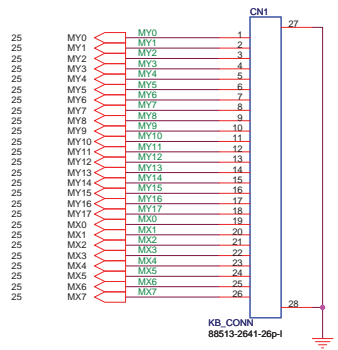 CN1
27
25 MY0 MY0 1
25 MY1 MY1 2
25 MY2 MY2 3
25 MY3 MY3 4
25 MY4 MY4 5
25 MY5 MY5 6
25 MY6 MY6 7
25 MY7 MY7 8
25 MY8 MY8 9
25 MY9 MY9 10
25 MY10 MY10 11
25 MY11 MY11 12
25 MY12 MY12 13
25 MY13 MY13 14
25 MY14 MY14 15
25 MY15 MY15 16
25 MY16 MY16 17
25 MY17 MY17 18
25 MX0 MX0 19
25 MX1 MX1 20
25 MX2 MX2 21
25 MX3 MX3 22
25 MX4 MX4 23
25 MX5 MX5 24
25 MX6 MX6 25
25 MX7 MX7 26
28
KB_CONN
88513-2641-26p-l